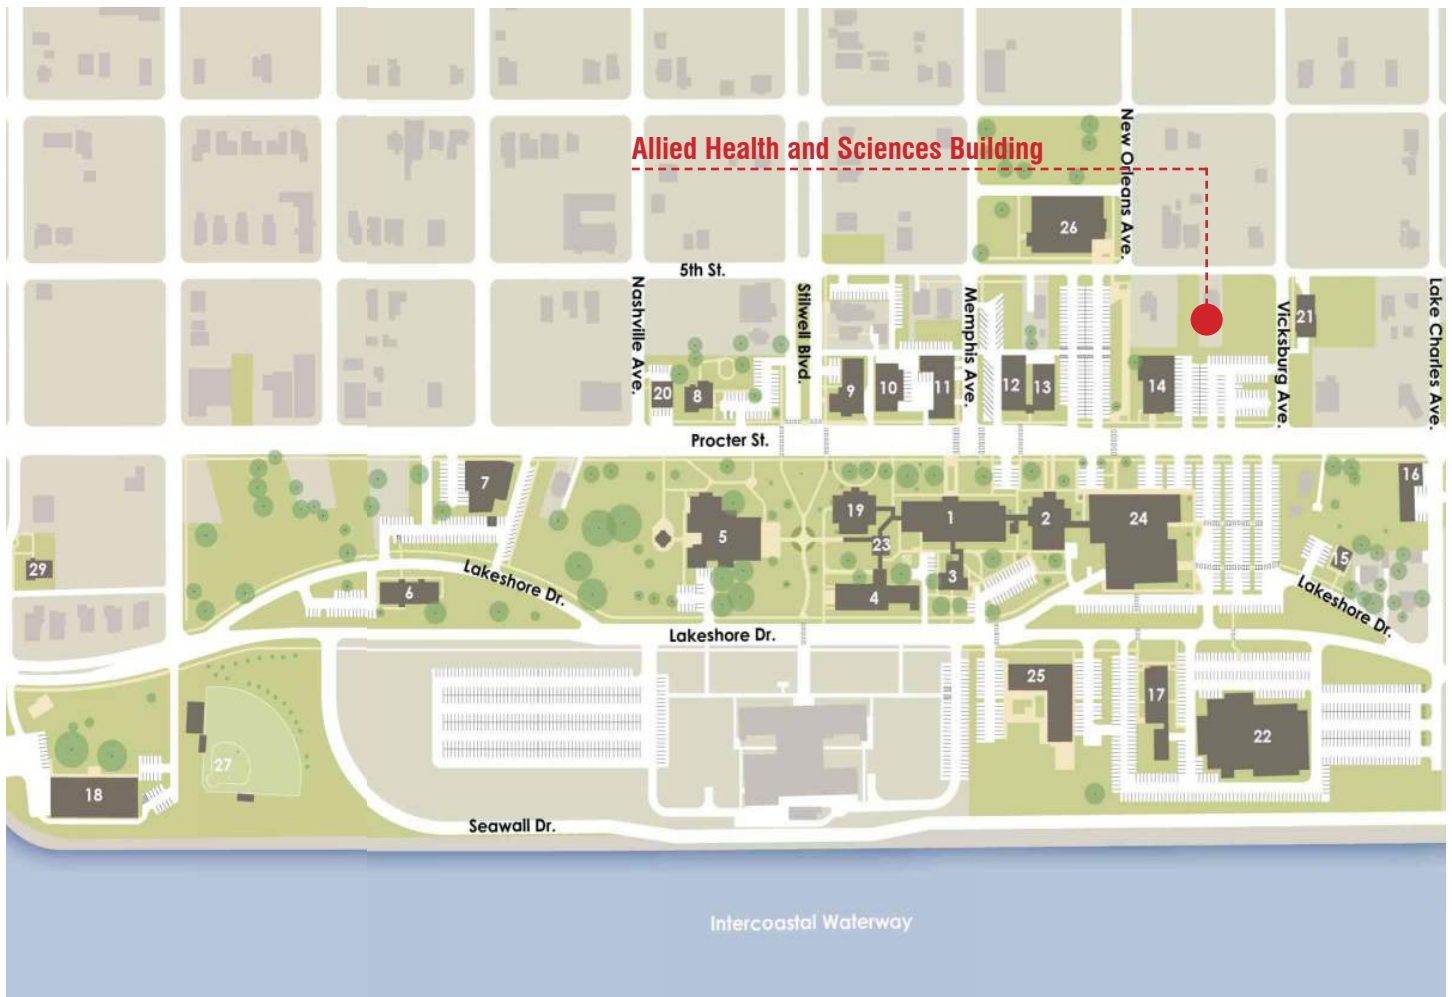 New Orleans Ave.
Allied Health and Sciences Building
26
5th St.
Nashville Ave.
Stilwell Blvd.
Memphis Ave.
Vicksburg Ave.
Lake Charles Ave.
21
20
8
9
10
11
12
13
14
Procter St.
7
16
19
1
2
24
5
23
29
Lakeshore Dr.
3
15
6
4
Lakeshore Dr.
Lakeshore Dr.
25
17
22
27
18
Seawall Dr.
Intercoastal Waterway